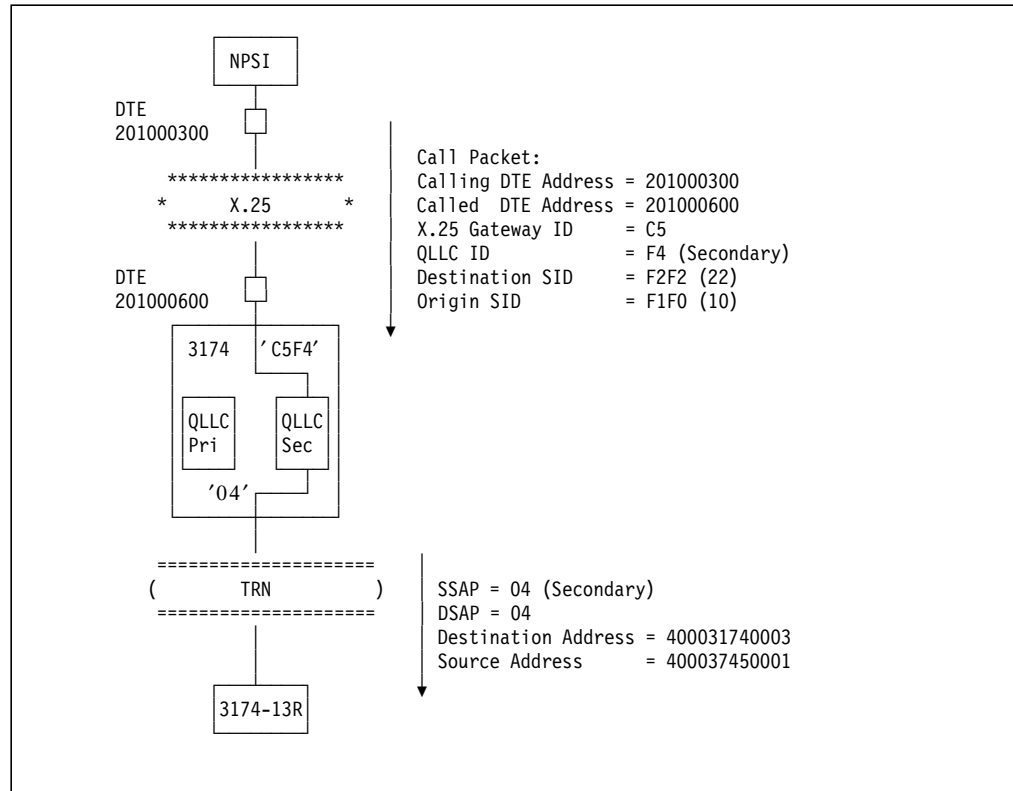 NPSI
DTE
201000300
Call Packet:
Calling DTE Address = 201000300
***************** 
* X.25 *
*****************
Called DTE Address = 201000600
X.25 Gateway ID = C5
QLLC ID = F4 (Secondary)
Destination SID = F2F2 (22)
Origin SID = F1F0 (10)
DTE
201000600
3174 ′C5F4′
QLLC QLLC
Pri Sec
′04′
=====================
( TRN )
=====================
SSAP = 04 (Secondary)
DSAP = 04
Destination Address = 400031740003
Source Address = 400037450001
3174-13R